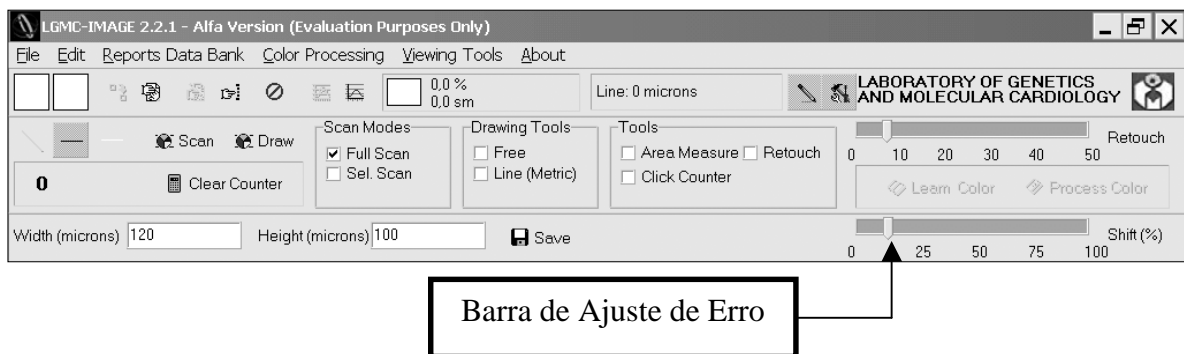 LGMC-IMAGE 2.2.1 - Alfa Version (Evaluation Purposes Only)
File Edit Reports Data Bank Color Processing Viewing Tools About
0,0 %
0,0 sm
Line: 0 microns
LABORATORY OF GENETICS
AND MOLECULAR CARDIOLOGY
Scan Draw
0 Clear Counter
Scan Modes
Full Scan
Sel. Scan
Drawing Tools
Free
Line (Metric)
Tools
Area Measure Retouch
Click Counter
Retouch
0 10 20 30 40 50
Learn Color Process Color
Width (microns) 120 Height (microns) 100 Save
Shift (%)
0 25 50 75 100
Barra de Ajuste de Erro